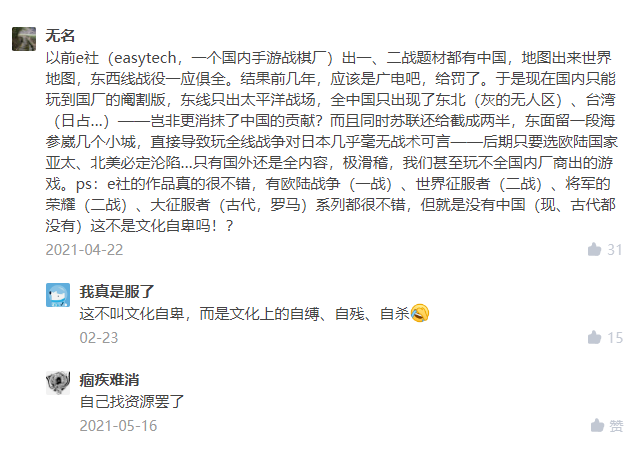 无名
以前e社（easytech，一个国内手游战棋厂）出一、二战题材都有中国，地图出来世界
地图，东西线战役一应俱全。结果前几年，应该是广电吧，给罚了。于是现在国内只能
玩到国厂的阉割版，东线只出太平洋战场，全中国只出现了东北（灰的无人区）、台湾
（日占...）——岂非更消抹了中国的贡献？而且同时苏联还给截成两半，东面留一段海
参崴几个小城，直接导致玩全线战争对日本几乎毫无战术可言——后期只要选欧陆国家
亚太、北美必定沦陷...只有国外还是全内容，极滑稽，我们甚至玩不全国内厂商出的游
戏。ps：e社的作品真的很不错，有欧陆战争（一战）、世界征服者（二战）、将军的
荣耀（二战）、大征服者（古代，罗马）系列都很不错，但就是没有中国（现、古代都
没有）这不是文化自卑吗！？
2021-04-22
31
我真是服了
这不叫文化自卑，而是文化上的自缚、自残、自杀🤣
02-23
15
痼疾难消
自己找资源罢了
2021-05-16
赞